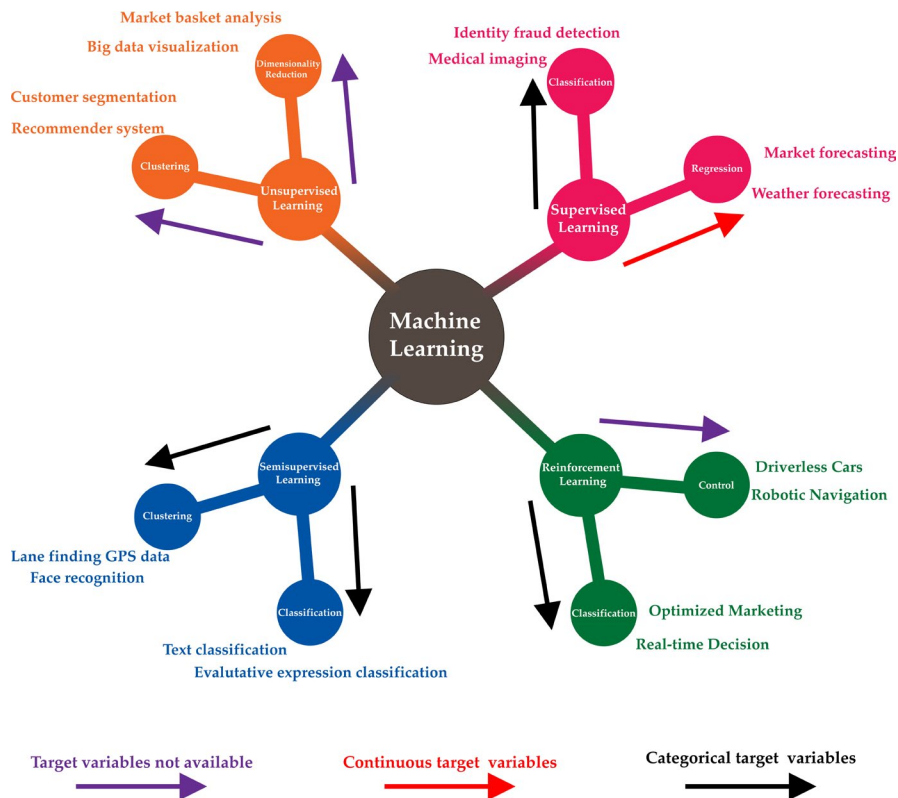 Market basket analysis
Big data visualization
Dimensionality
Reduction
Customer segmentation
Recommender system
Clustering
Unsupervised
Learning
Identity fraud detection
Medical imaging
Classification
Regression
Market forecasting
Weather forecasting
Supervised
Learning
Machine
Learning
Semisupervised
Learning
Clustering
Lane finding GPS data
Face recognition
Classification
Text classification
Evalutative expression classification
Reinforcement
Learning
Control
Driverless Cars
Robotic Navigation
Classification
Optimized Marketing
Real-time Decision
Target variables not available
Continuous target variables
Categorical target variables